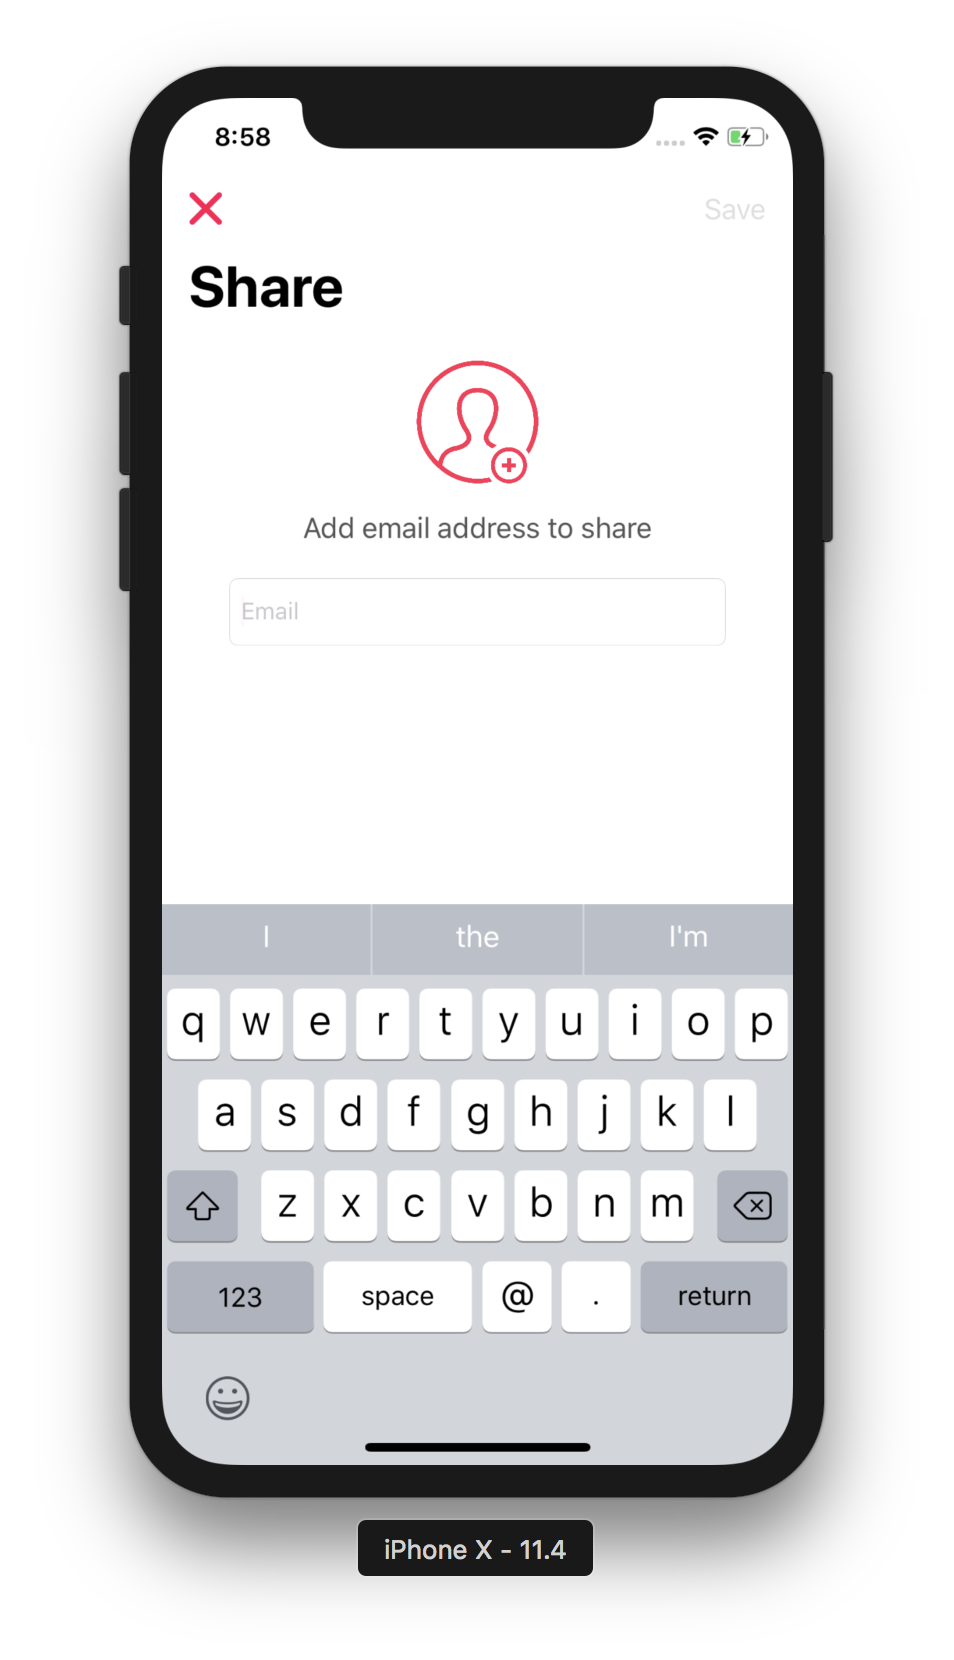 8:58
Save
Share
Add email address to share
Email
I the I'm
q w e r t y u i o p
a s d f g h j k l
z x c v b n m
123 space @ . return
iPhone X - 11.4